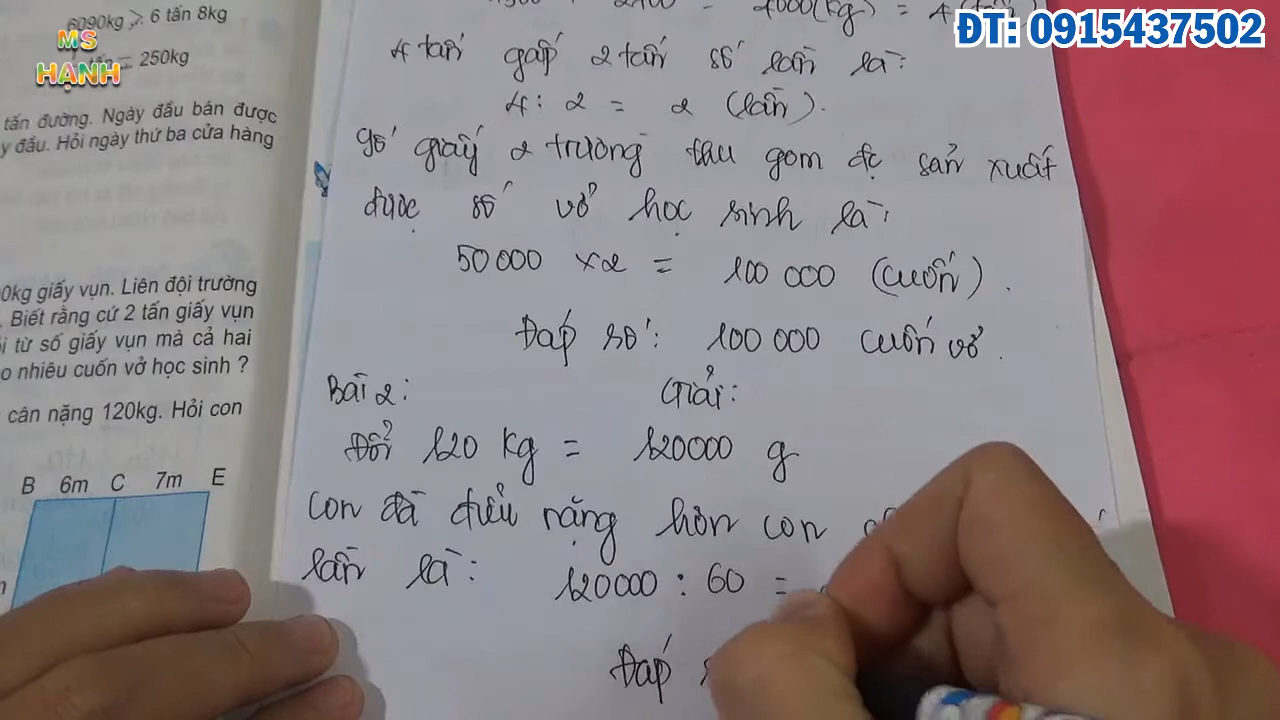 ĐT: 0915437502
MS
HẠNH
6090kg > 6 tấn 8kg
= 250kg
tấn đường. Ngày đầu bán được
y đầu. Hỏi ngày thứ ba cửa hàng
0kg giấy vụn. Liên đội trường
. Biết rằng cứ 2 tấn giấy vụn
i từ số giấy vụn mà cả hai
o nhiêu cuốn vở học sinh ?
cân nặng 120kg. Hỏi con
B 6m C 7m E
4000(kg) = 4
4 tấn gấp 2 tấn số lần là:
4 : 2 = 2 (lần).
Số giấy 2 trường thu gom đc sản xuất
được số vở học sinh là:
50000 x2 = 100 000 (cuốn).
Đáp số: 100 000 cuốn vở.
Bài 2: Giải:
Đổi 120 kg = 120000 g
Con đà điểu nặng hơn con
lần là: 120000 : 60 =
Đáp